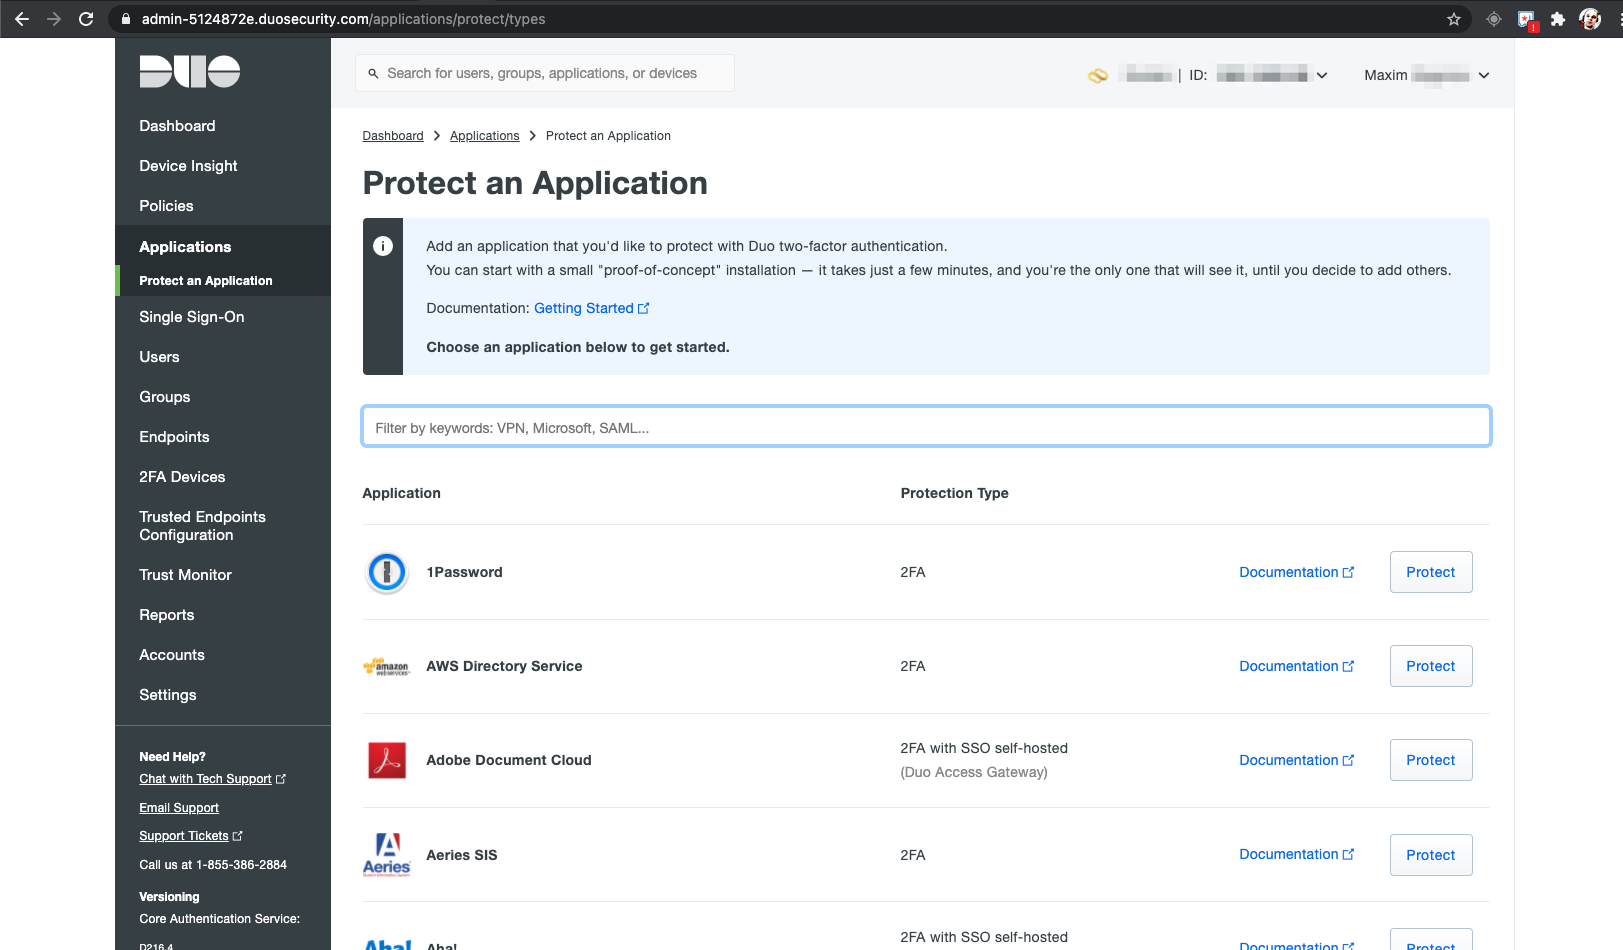 admin-5124872e.duosecurity.com/applications/protect/types
DUO
Search for users, groups, applications, or devices
| ID:
Maxim
Dashboard
Device Insight
Policies
Applications
Protect an Application
Single Sign-On
Users
Groups
Endpoints
2FA Devices
Trusted Endpoints
Configuration
Trust Monitor
Reports
Accounts
Settings
Need Help?
Chat with Tech Support
Email Support
Support Tickets
Call us at 1-855-386-2884
Versioning
Core Authentication Service:
D216.4
Dashboard > Applications > Protect an Application
Protect an Application
Add an application that you'd like to protect with Duo two-factor authentication.
You can start with a small "proof-of-concept" installation — it takes just a few minutes, and you're the only one that will see it, until you decide to add others.
Documentation: Getting Started
Choose an application below to get started.
Filter by keywords: VPN, Microsoft, SAML...
Application Protection Type
1Password 2FA Documentation Protect
amazon
webservices
AWS Directory Service 2FA Documentation Protect
Adobe Document Cloud 2FA with SSO self-hosted
(Duo Access Gateway) Documentation Protect
Aeries
Aeries SIS 2FA Documentation Protect
Aha! Aha! 2FA with SSO self-hosted Documentation Protect